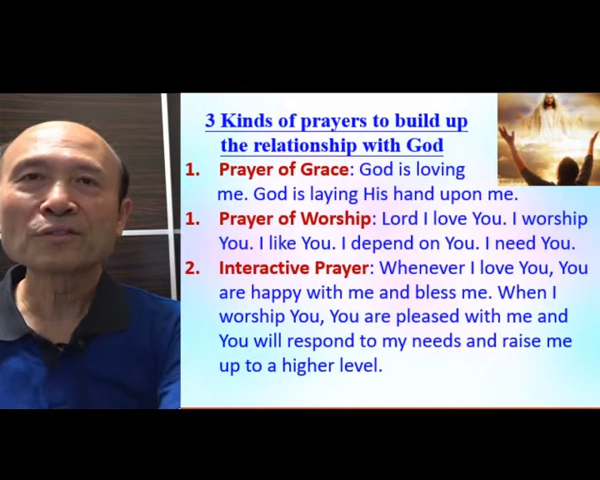 3 Kinds of prayers to build up
the relationship with God
1. Prayer of Grace: God is loving
me. God is laying His hand upon me.
1. Prayer of Worship: Lord I love You. I worship
You. I like You. I depend on You. I need You.
2. Interactive Prayer: Whenever I love You, You
are happy with me and bless me. When I
worship You, You are pleased with me and
You will respond to my needs and raise me
up to a higher level.